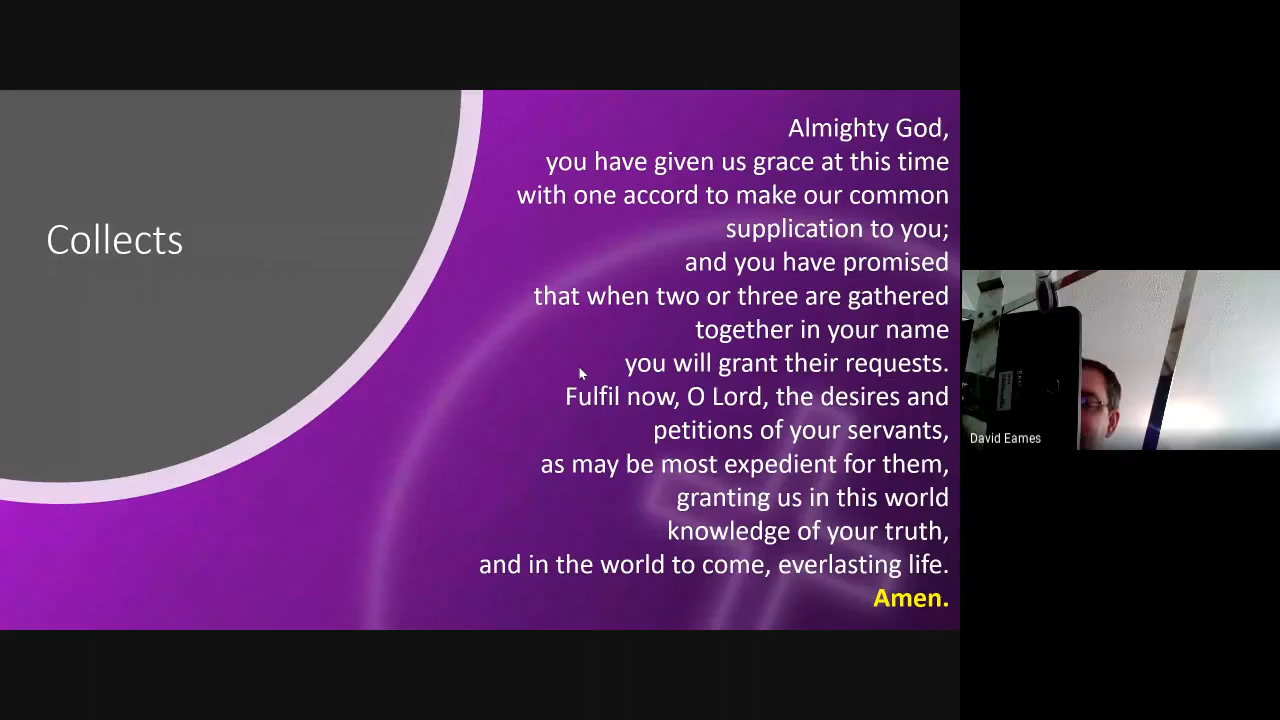 Collects
Almighty God,
you have given us grace at this time
with one accord to make our common
supplication to you;
and you have promised
that when two or three are gathered
together in your name
you will grant their requests.
Fulfil now, O Lord, the desires and
petitions of your servants,
as may be most expedient for them,
granting us in this world
knowledge of your truth,
and in the world to come, everlasting life.
Amen.
David Eames